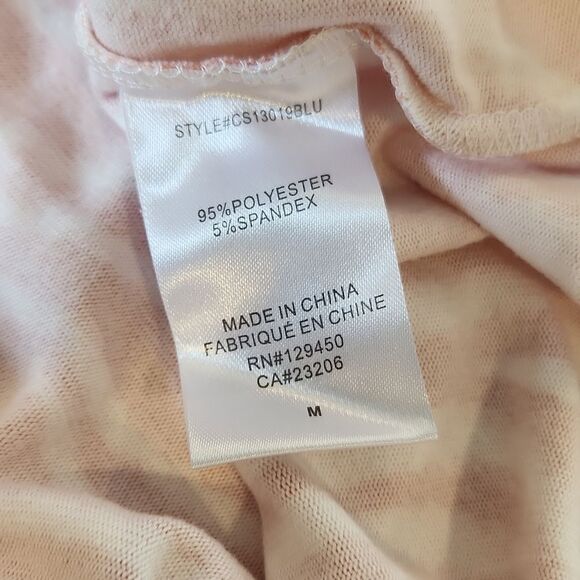 STYLE#CS13019BLU
95%POLYESTER
5%SPANDEX
MADE IN CHINA
FABRIQUÉ EN CHINE
RN#129450
CA#23206
M